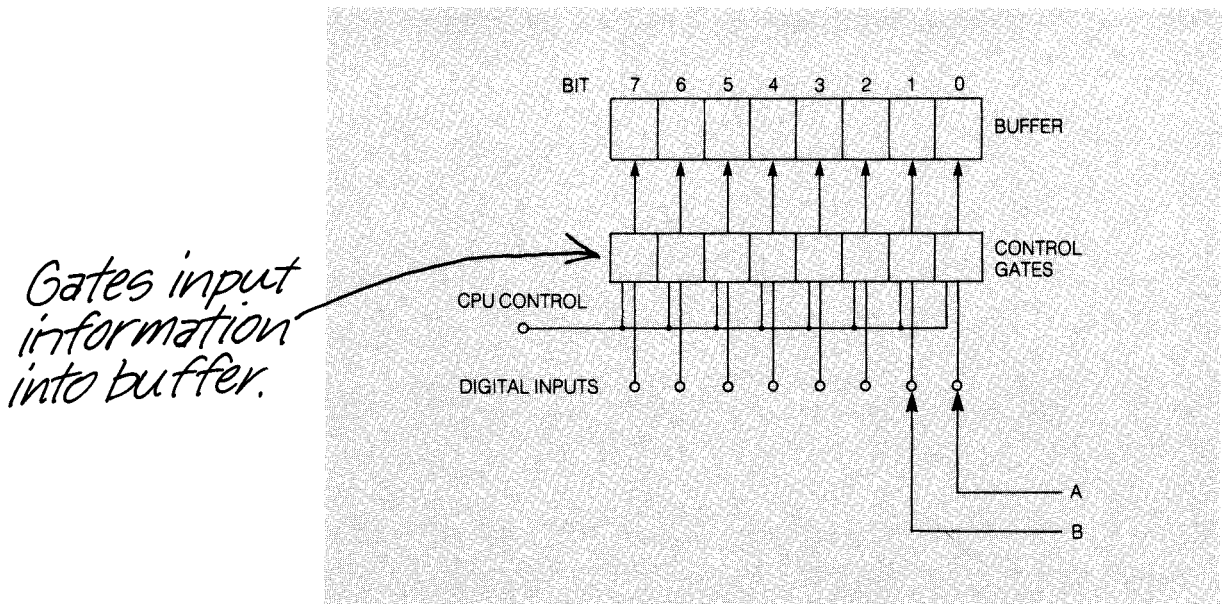 BIT 7 6 5 4 3 2 1 0
BUFFER
CONTROL
GATES
Gates input
information
into buffer.
CPU CONTROL
DIGITAL INPUTS
A
B